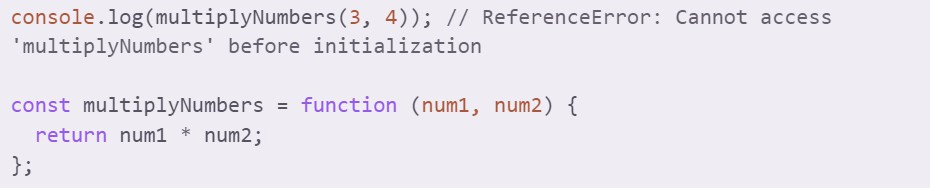 console.log(multiplyNumbers(3, 4)); // ReferenceError: Cannot access
'multiplyNumbers' before initialization

const multiplyNumbers = function (num1, num2) {
  return num1 * num2;
};